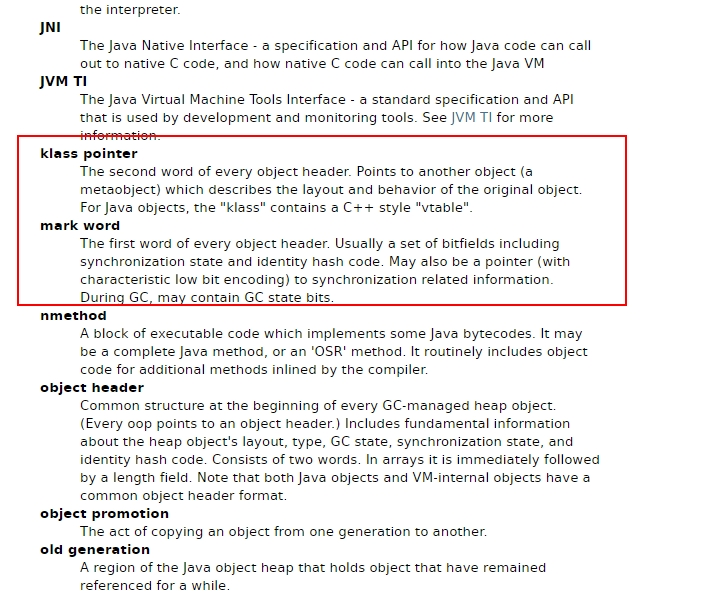 the interpreter.
JNI
The Java Native Interface - a specification and API for how Java code can call
out to native C code, and how native C code can call into the Java VM
JVM TI
The Java Virtual Machine Tools Interface - a standard specification and API
that is used by development and monitoring tools. See JVM TI for more
information.
klass pointer
The second word of every object header. Points to another object (a
metaobject) which describes the layout and behavior of the original object.
For Java objects, the "klass" contains a C++ style "vtable".
mark word
The first word of every object header. Usually a set of bitfields including
synchronization state and identity hash code. May also be a pointer (with
characteristic low bit encoding) to synchronization related information.
During GC, may contain GC state bits.
nmethod
A block of executable code which implements some Java bytecodes. It may
be a complete Java method, or an 'OSR' method. It routinely includes object
code for additional methods inlined by the compiler.
object header
Common structure at the beginning of every GC-managed heap object.
(Every oop points to an object header.) Includes fundamental information
about the heap object's layout, type, GC state, synchronization state, and
identity hash code. Consists of two words. In arrays it is immediately followed
by a length field. Note that both Java objects and VM-internal objects have a
common object header format.
object promotion
The act of copying an object from one generation to another.
old generation
A region of the Java object heap that holds object that have remained
referenced for a while.